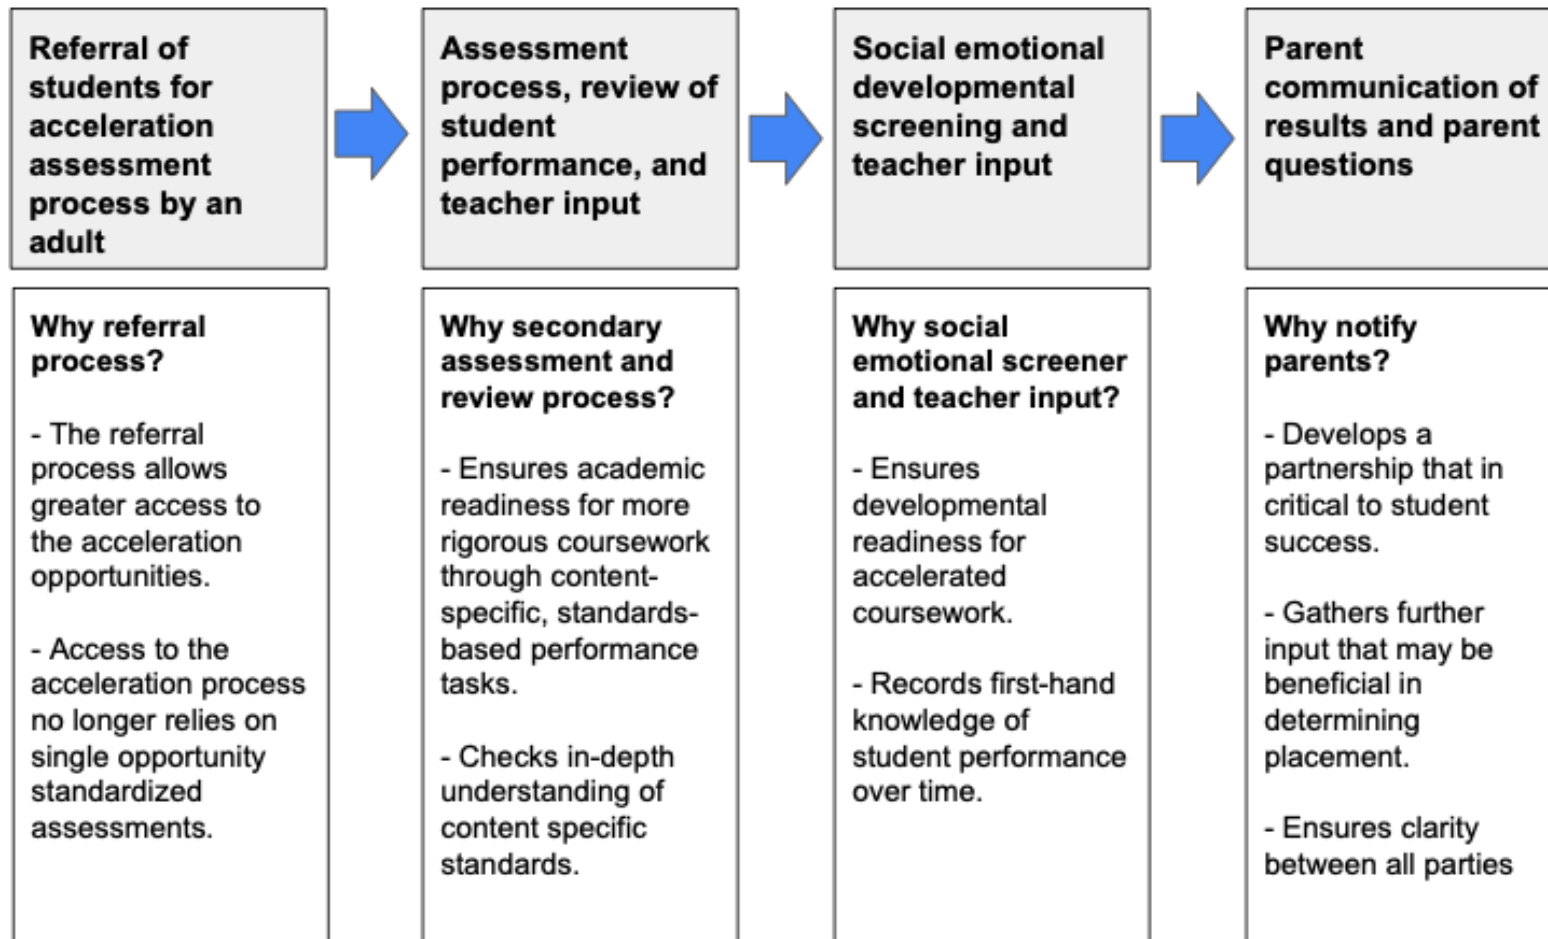 Referral of
students for
acceleration
assessment
process by an
adult
Assessment
process, review of
student
performance, and
teacher input
Social emotional
developmental
screening and
teacher input
Parent
communication of
results and parent
questions
Why referral
process?
- The referral
process allows
greater access to
the acceleration
opportunities.
- Access to the
acceleration process
no longer relies on
single opportunity
standardized
assessments.
Why secondary
assessment and
review process?
- Ensures academic
readiness for more
rigorous coursework
through content-
specific, standards-
based performance
tasks.
- Checks in-depth
understanding of
content specific
standards.
Why social
emotional screener
and teacher input?
- Ensures
developmental
readiness for
accelerated
coursework.
- Records first-hand
knowledge of
student performance
over time.
Why notify
parents?
- Develops a
partnership that in
critical to student
success.
- Gathers further
input that may be
beneficial in
determining
placement.
- Ensures clarity
between all parties